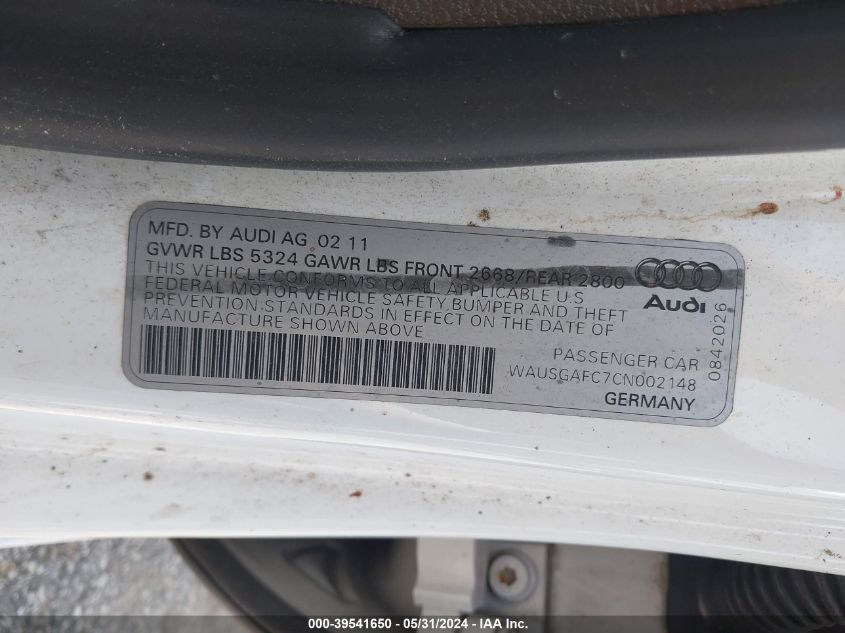 MFD. BY AUDI AG 02 11
GVWR LBS 5324 GAWR LBS FRONT 2668/REAR 2800
THIS VEHICLE CONFORMS TO ALL APPLICABLE U.S
FEDERAL MOTOR VEHICLE SAFETY, BUMPER AND THEFT
PREVENTION STANDARDS IN EFFECT ON THE DATE OF
MANUFACTURE SHOWN ABOVE
PASSENGER CAR
WAUSGAFC7CN002148
GERMANY
Audi
0842026
000-39541650 / 05/31/2024 - IAA Inc.